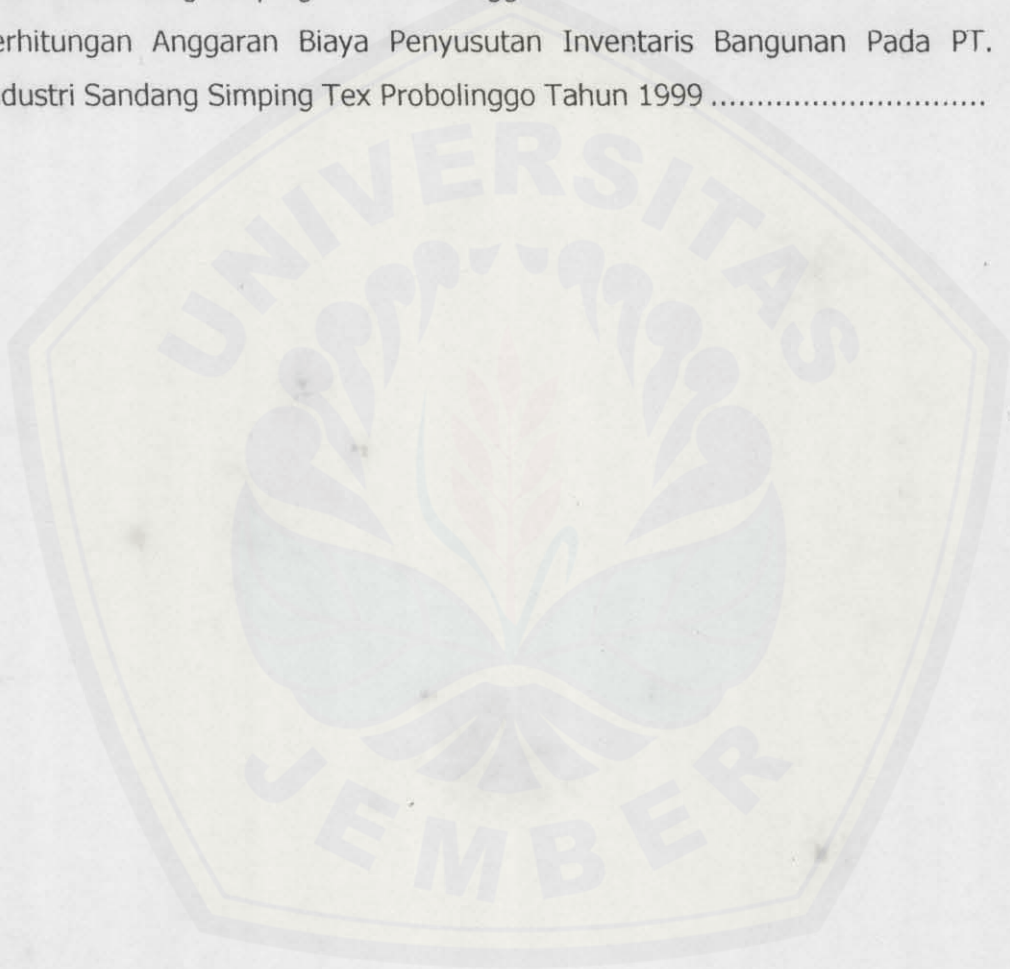 erhitungan Anggaran Biaya Penyusutan Inventaris Bangunan Pada PT.
dustri Sandang Simping Tex Probolinggo Tahun 1999 ..............................
UNIVERSITAS
JEMBER